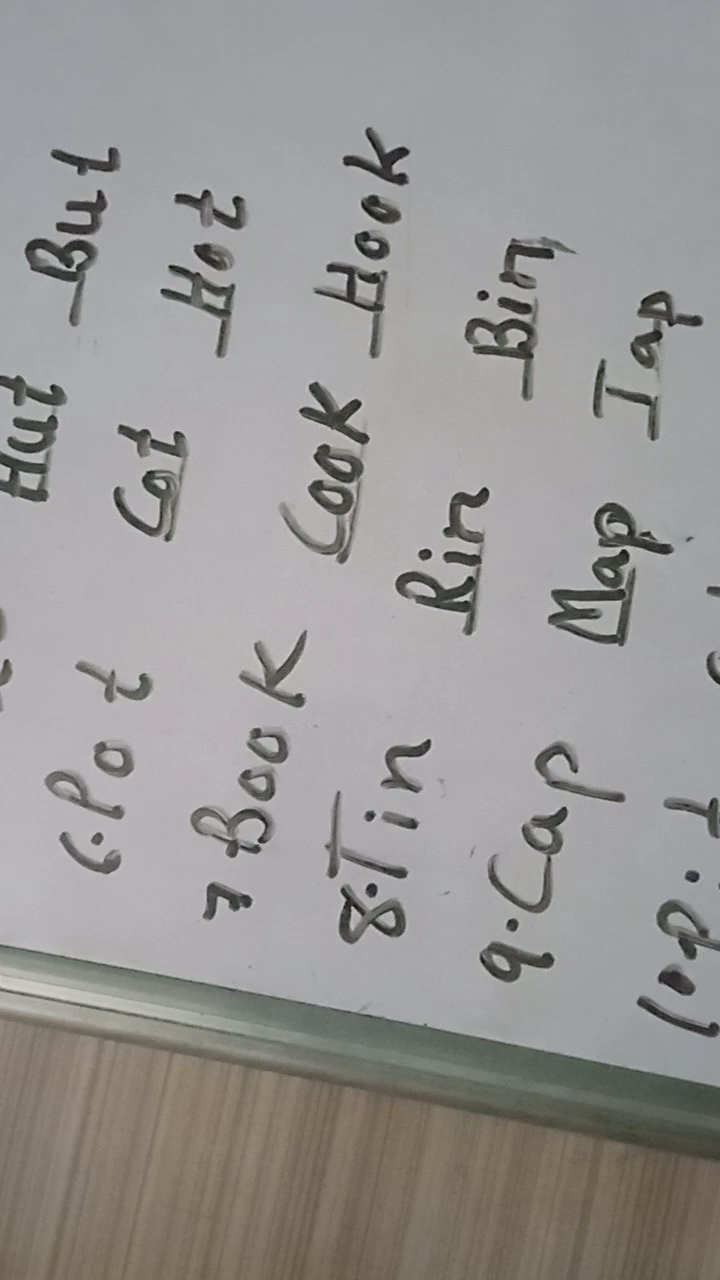 Hut But
6. Pot Cot Hot
7 Book Cook Hook
8. Tin Rin Bin
9. Cap Map Tap